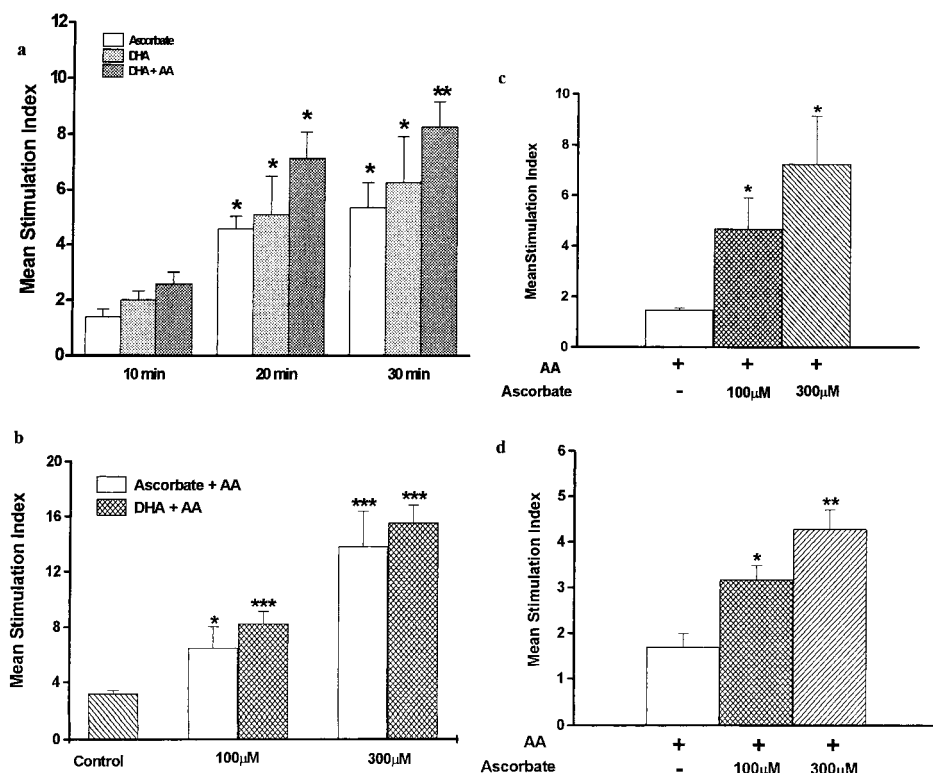 a
Mean Stimulation Index
12
10
8
6
4
2
0
Ascorbate
DHA
DHA + AA
* * *
* * **
10 min 20 min 30 min
b
Mean Stimulation Index
20
16
12
8
4
0
Ascorbate + AA
DHA + AA
* ***
*** ***
Control 100µM 300µM
c
MeanStimulation Index
10
8
6
4
2
0
* *
AA + + +
Ascorbate - 100µM 300µM
d
Mean Stimulation Index
6
5
4
3
2
1
0
* **
AA + + +
Ascorbate - 100µM 300µM